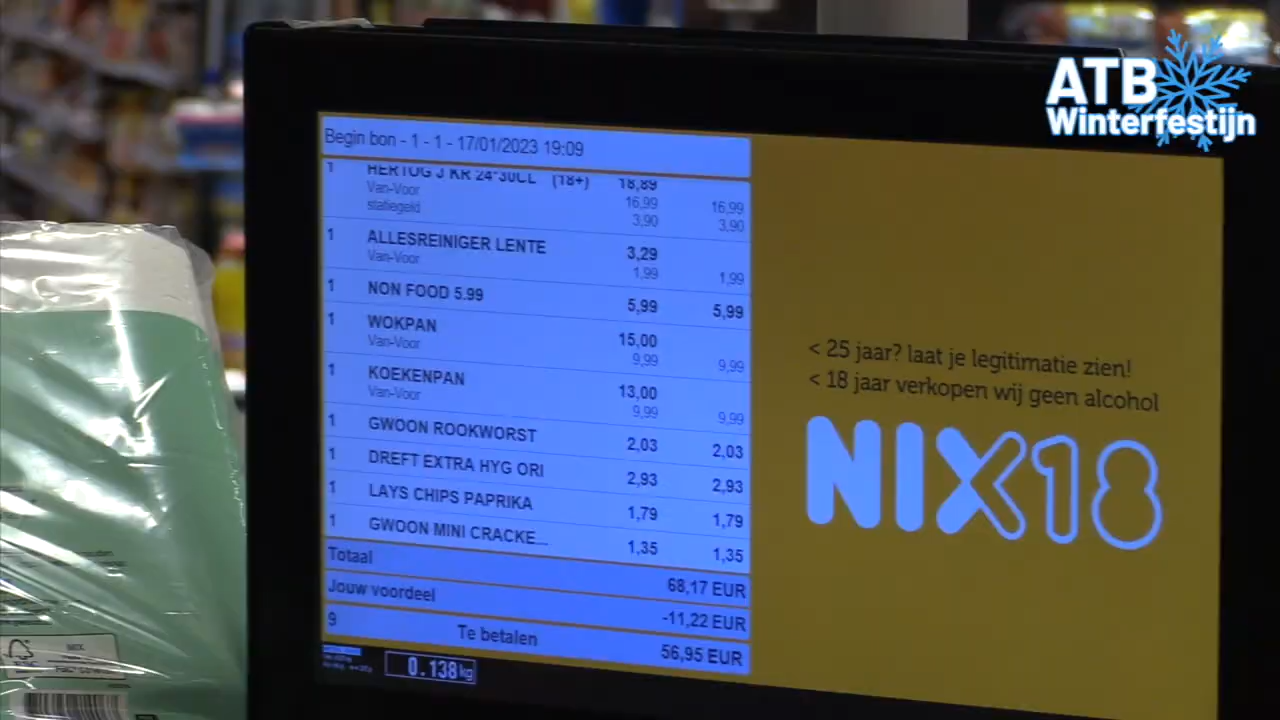 ATB
Winterfestijn
Begin bon - 1 - 1 - 17/01/2023 19:09
1 HERTOG J KR 24*30CL (18+) 18,89
Van-Voor 16,99 16,99
statiegeld 3,90 3,90
1 ALLESREINIGER LENTE 3,29
Van-Voor 1,99 1,99
1 NON FOOD 5.99 5,99 5,99
1 WOKPAN 15,00
Van-Voor 9,99 9,99
1 KOEKENPAN 13,00
Van-Voor 9,99 9,99
1 GWOON ROOKWORST 2,03 2,03
1 DREFT EXTRA HYG ORI 2,93 2,93
1 LAYS CHIPS PAPRIKA 1,79 1,79
1 GWOON MINI CRACKE... 1,35 1,35
Totaal 68,17 EUR
Jouw voordeel -11,22 EUR
9 Te betalen 56,95 EUR
0.138kg
< 25 jaar? laat je legitimatie zien!
< 18 jaar verkopen wij geen alcohol
NIX18
MIX